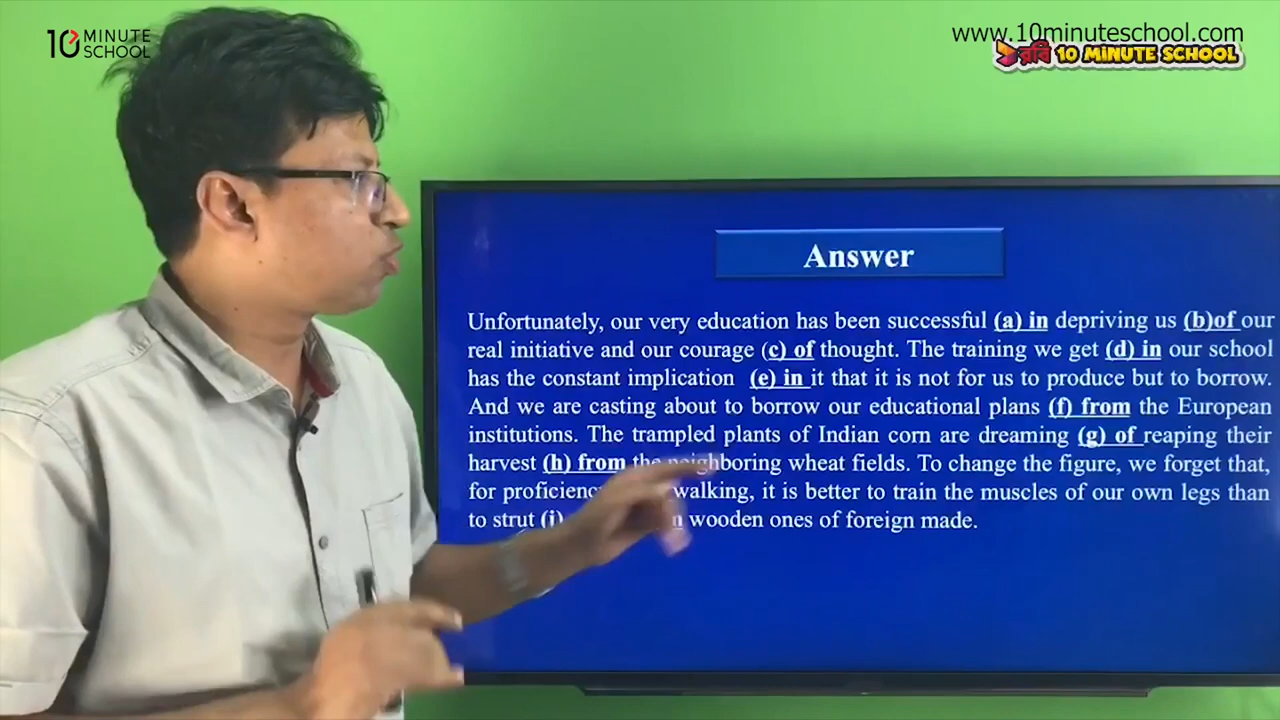 10 MINUTE
SCHOOL
www.10minuteschool.com
রবি 10 MINUTE SCHOOL
Answer
Unfortunately, our very education has been successful (a) in depriving us (b)of our
real initiative and our courage (c) of thought. The training we get (d) in our school
has the constant implication (e) in it that it is not for us to produce but to borrow.
And we are casting about to borrow our educational plans (f) from the European
institutions. The trampled plants of Indian corn are dreaming (g) of reaping their
harvest (h) from the neighboring wheat fields. To change the figure, we forget that,
for walking, it is better to train the muscles of our own legs than
to strut (i) wooden ones of foreign made.